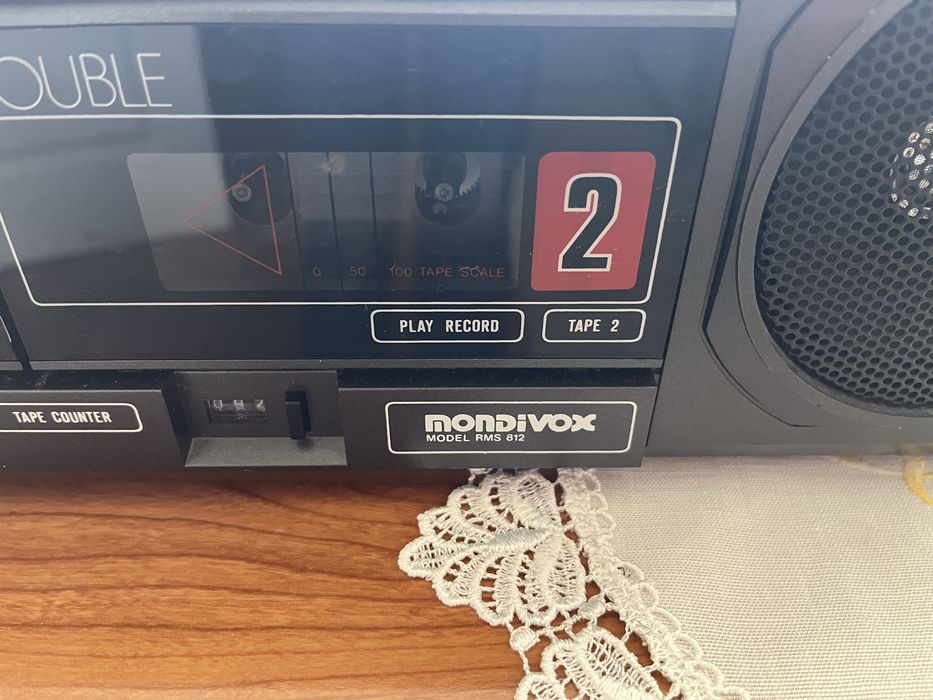 OUBLE
2
0 50 100 TAPE SCALE
PLAY RECORD
TAPE 2
TAPE COUNTER
MONDIVOX
MODEL RMS 812